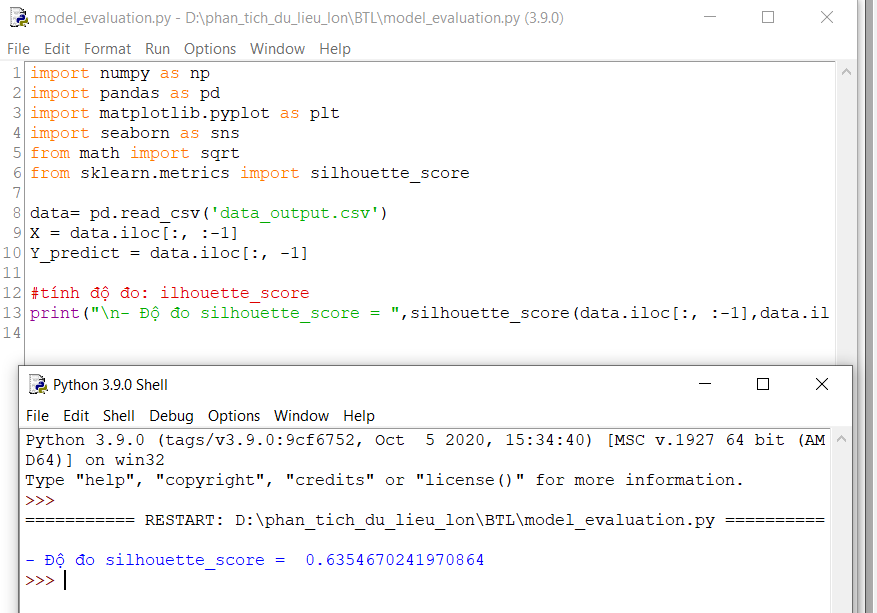 model_evaluation.py - D:\phan_tich_du_lieu_lon\BTL\model_evaluation.py (3.9.0)
File Edit Format Run Options Window Help
1 import numpy as np
2 import pandas as pd
3 import matplotlib.pyplot as plt
4 import seaborn as sns
5 from math import sqrt
6 from sklearn.metrics import silhouette_score
7
8 data= pd.read_csv('data_output.csv')
9 X = data.iloc[:, :-1]
10 Y_predict = data.iloc[:, -1]
11
12 #tính độ đo: ilhouette_score
13 print("\n- Độ đo silhouette_score = ",silhouette_score(data.iloc[:, :-1],data.il
14
Python 3.9.0 Shell
File Edit Shell Debug Options Window Help
Python 3.9.0 (tags/v3.9.0:9cf6752, Oct  5 2020, 15:34:40) [MSC v.1927 64 bit (AM
D64)] on win32
Type "help", "copyright", "credits" or "license()" for more information.
>>>
=========== RESTART: D:\phan_tich_du_lieu_lon\BTL\model_evaluation.py ==========
- Độ đo silhouette_score =  0.6354670241970864
>>>